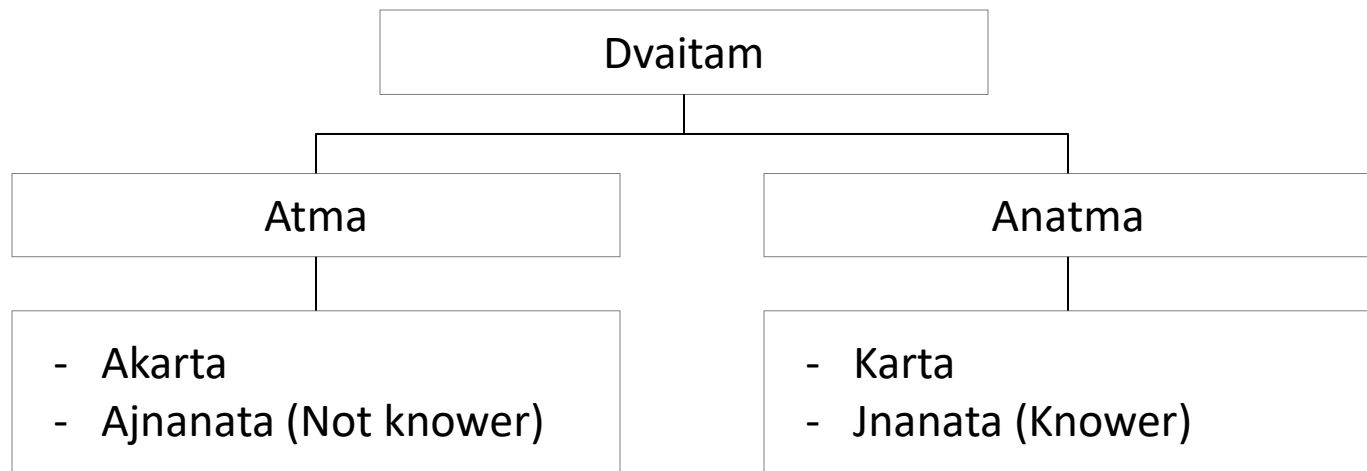 Dvaitam
Atma
Anatma
- Akarta
- Ajnanata (Not knower)
- Karta
- Jnanata (Knower)